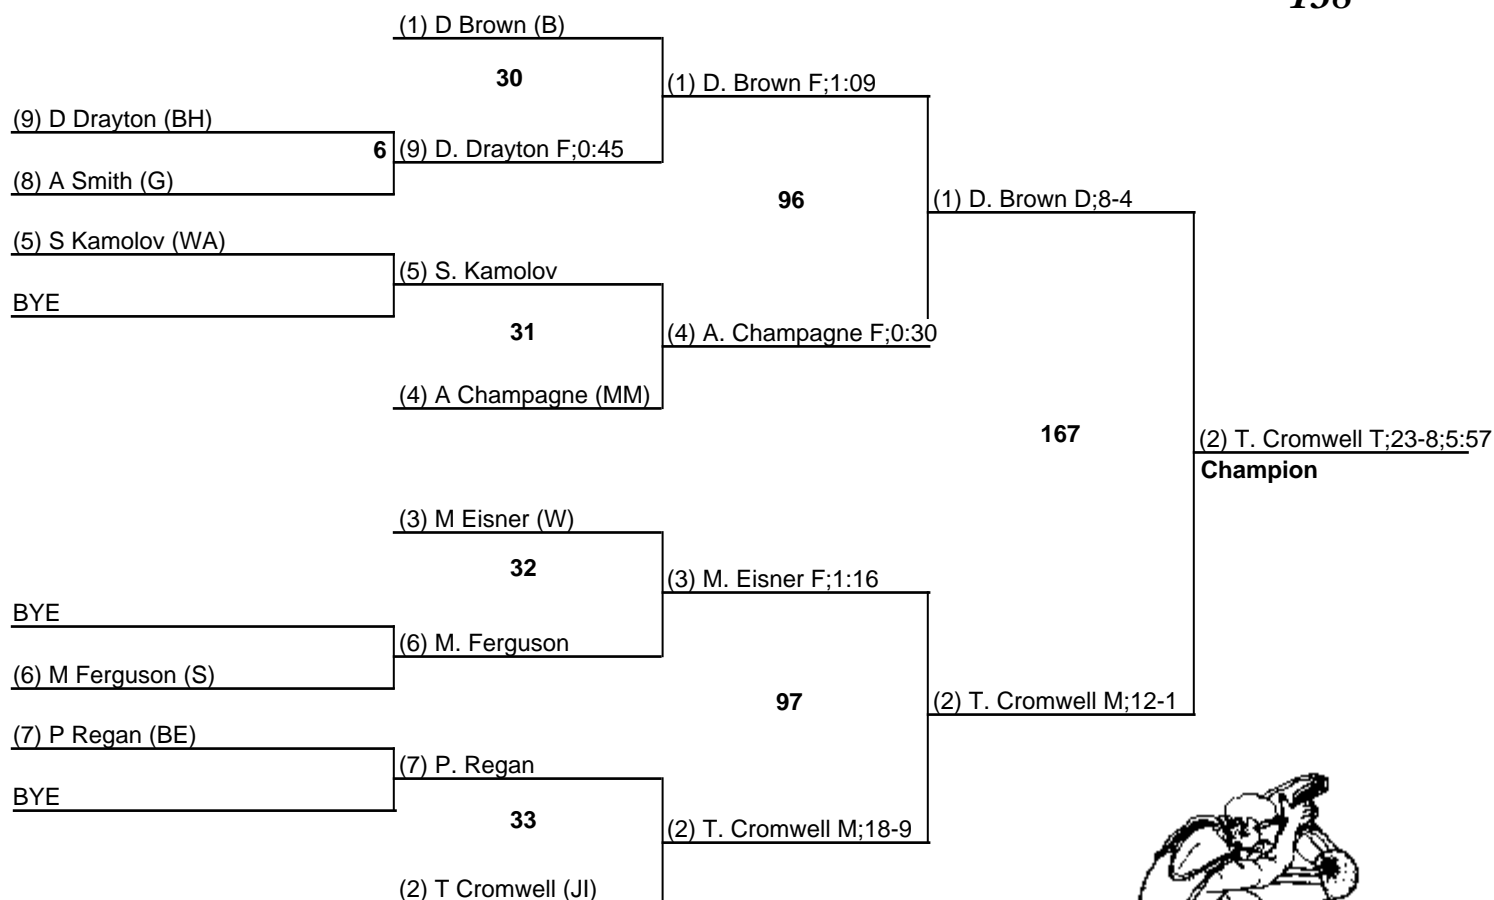 138
(1) D Brown (B)
30
(1) D. Brown F;1:09
(9) D Drayton (BH)
6
(9) D. Drayton F;0:45
(8) A Smith (G)
96
(1) D. Brown D;8-4
(5) S Kamolov (WA)
(5) S. Kamolov
BYE
31
(4) A. Champagne F;0:30
(4) A Champagne (MM)
167
(2) T. Cromwell T;23-8;5:57
Champion
(3) M Eisner (W)
32
(3) M. Eisner F;1:16
BYE
(6) M. Ferguson
(6) M Ferguson (S)
97
(2) T. Cromwell M;12-1
(7) P Regan (BE)
(7) P. Regan
BYE
33
(2) T. Cromwell M;18-9
(2) T Cromwell (JI)